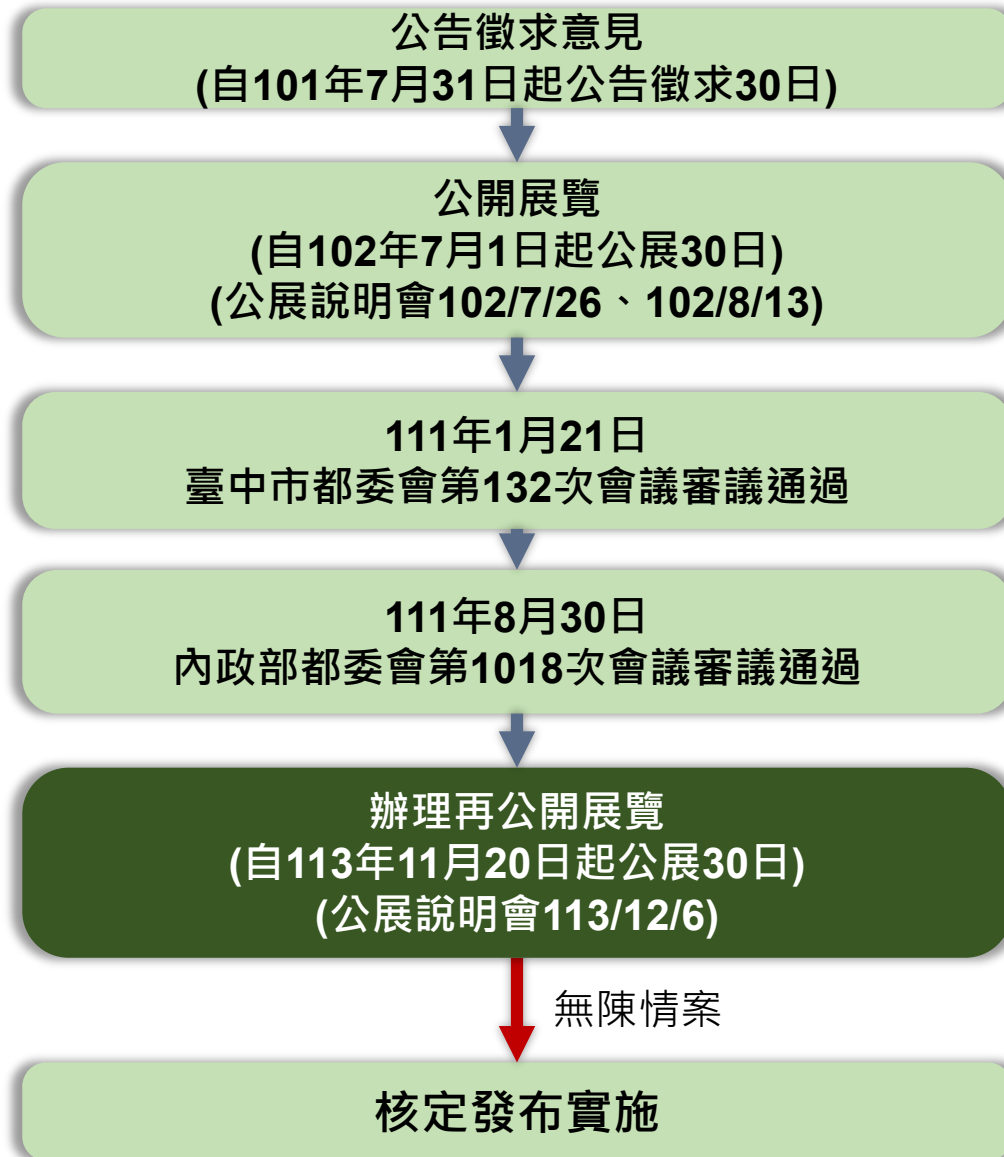 公告徵求意見
(自101年7月31日起公告徵求30日)
公開展覽
(自102年7月1日起公展30日)
(公展說明會102/7/26、102/8/13)
111年1月21日
臺中市都委會第132次會議審議通過
111年8月30日
內政部都委會第1018次會議審議通過
辦理再公開展覽
(自113年11月20日起公展30日)
(公展說明會113/12/6)
無陳情案
核定發布實施